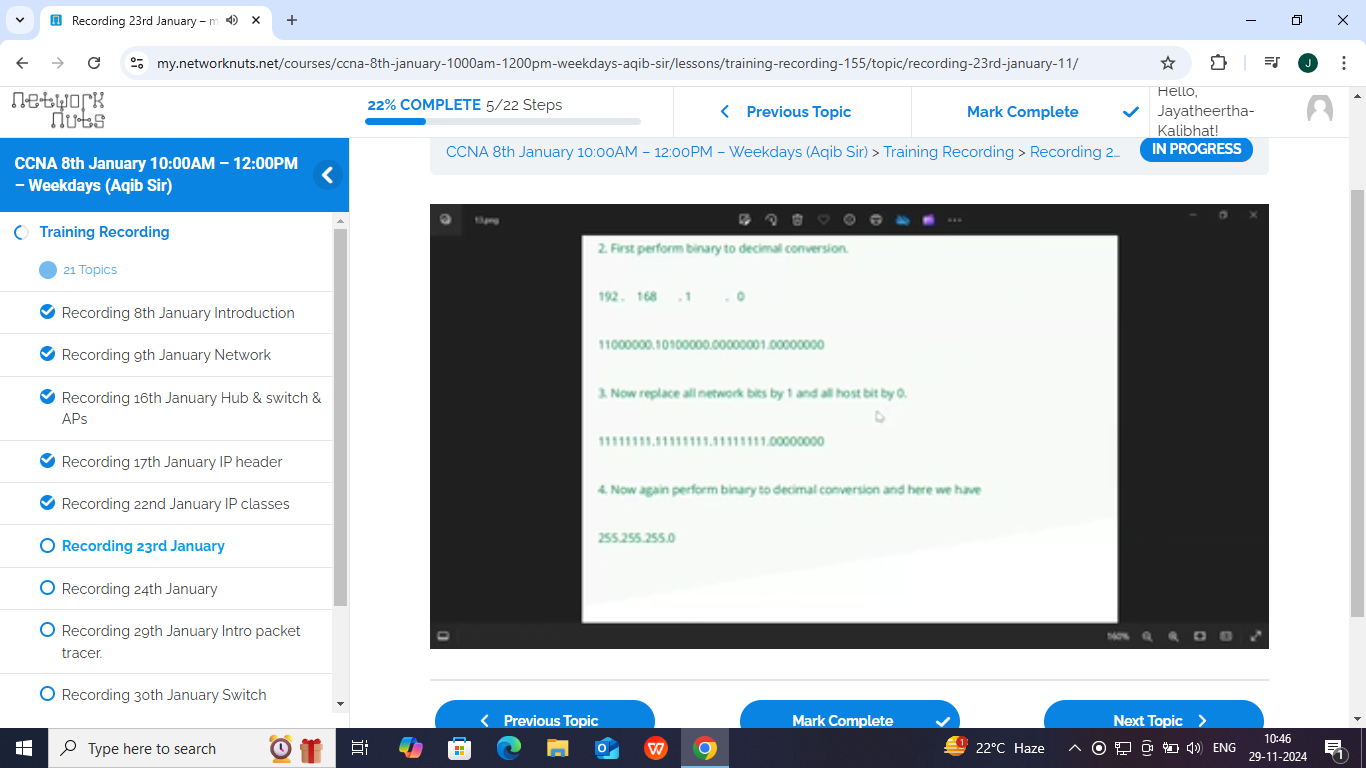 Recording 23rd January – m
my.networknuts.net/courses/ccna-8th-january-1000am-1200pm-weekdays-aqib-sir/lessons/training-recording-155/topic/recording-23rd-january-11/
J
Network
Nuts
22% COMPLETE 5/22 Steps
Previous Topic
Mark Complete
Hello,
Jayatheertha-
Kalibhat!
CCNA 8th January 10:00AM – 12:00PM
– Weekdays (Aqib Sir)
CCNA 8th January 10:00AM – 12:00PM – Weekdays (Aqib Sir) > Training Recording > Recording 2...
IN PROGRESS
Training Recording
21 Topics
Recording 8th January Introduction
Recording 9th January Network
Recording 16th January Hub & switch &
APs
Recording 17th January IP header
Recording 22nd January IP classes
Recording 23rd January
Recording 24th January
Recording 29th January Intro packet
tracer.
Recording 30th January Switch
13.png
2. First perform binary to decimal conversion.
192 . 168 . 1 . 0
11000000.10100000.00000001.00000000
3. Now replace all network bits by 1 and all host bit by 0.
11111111.11111111.11111111.00000000
4. Now again perform binary to decimal conversion and here we have
255.255.255.0
160%
Previous Topic
Mark Complete
Next Topic
Type here to search
1
22°C Haze
ENG
10:46
29-11-2024
1